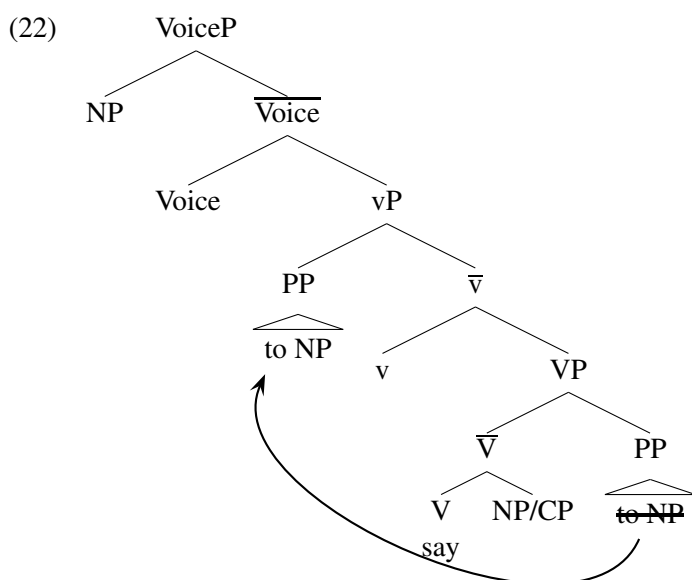 (22) VoiceP
NP Voice
Voice vP
PP v
to NP v VP
V PP
V NP/CP to NP
say